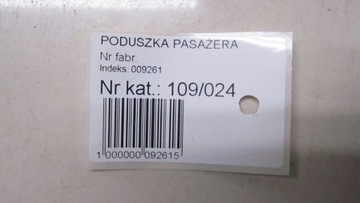 PODUSZKA PASAŻERA
Nr fabr.
Indeks: 009261
Nr kat.: 109/024
1 000000 092615